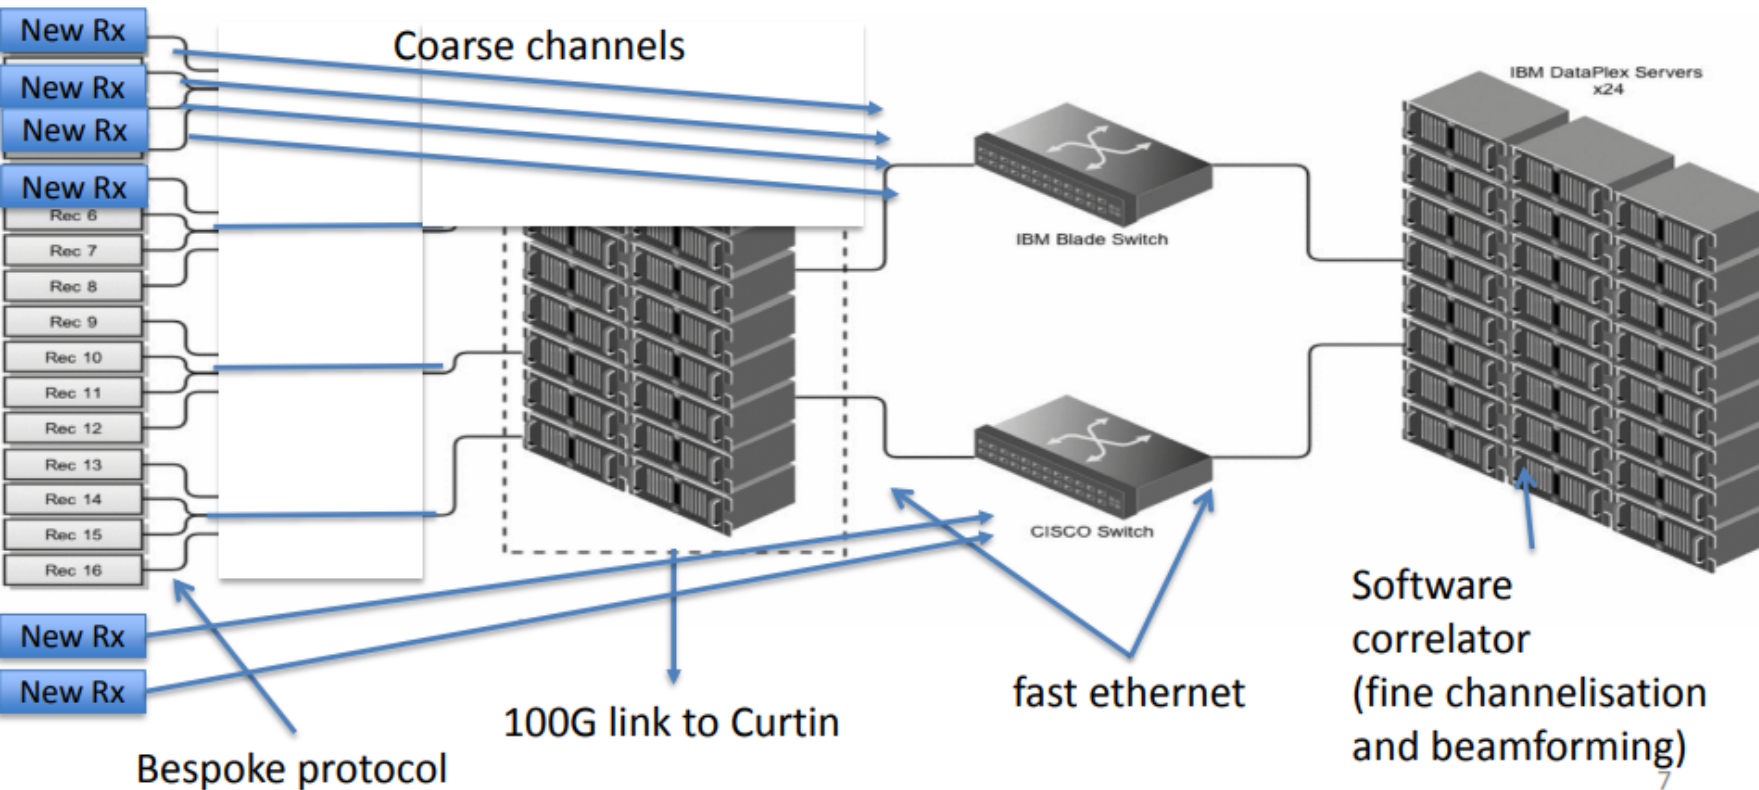 New Rx
Coarse channels
New Rx
New Rx
New Rx
Rec 6
Rec 7
Rec 8
Rec 9
Rec 10
Rec 11
Rec 12
Rec 13
Rec 14
Rec 15
Rec 16
New Rx
New Rx
Bespoke protocol
100G link to Curtin
IBM Blade Switch
CISCO Switch
fast ethernet
IBM DataPlex Servers
x24
Software
correlator
(fine channelisation
and beamforming)
7